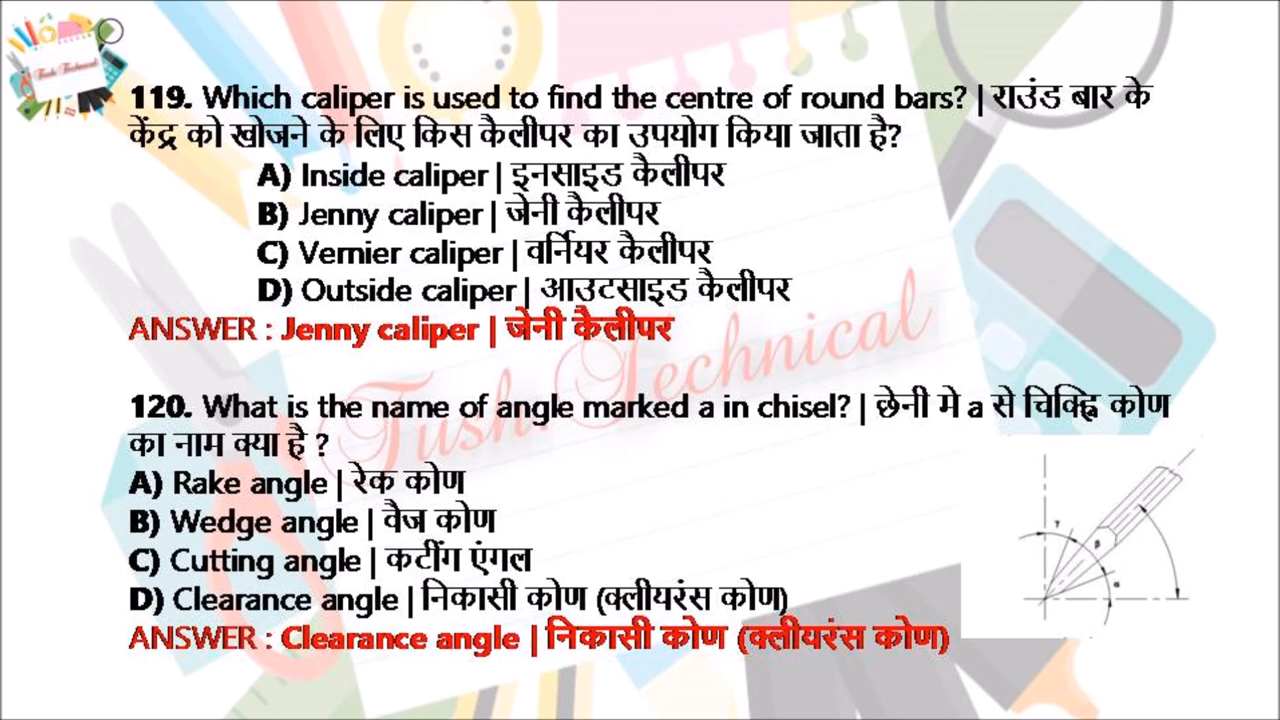 Tush Technical
119. Which caliper is used to find the centre of round bars? | राउंड बार के
केंद्र को खोजने के लिए किस कैलीपर का उपयोग किया जाता है?
A) Inside caliper | इनसाइड कैलीपर
B) Jenny caliper | जेनी कैलीपर
C) Vernier caliper | वर्नियर कैलीपर
D) Outside caliper | आउटसाइड कैलीपर
ANSWER : Jenny caliper | जेनी कैलीपर
Tush Technical
120. What is the name of angle marked a in chisel? | छेनी मे a से चिक्ह्नि कोण
का नाम क्या है ?
A) Rake angle | रेक कोण
B) Wedge angle | वैज कोण
C) Cutting angle | कटींग एंगल
D) Clearance angle | निकासी कोण (क्लीयरंस कोण)
ANSWER : Clearance angle | निकासी कोण (क्लीयरंस कोण)
γ
β
α